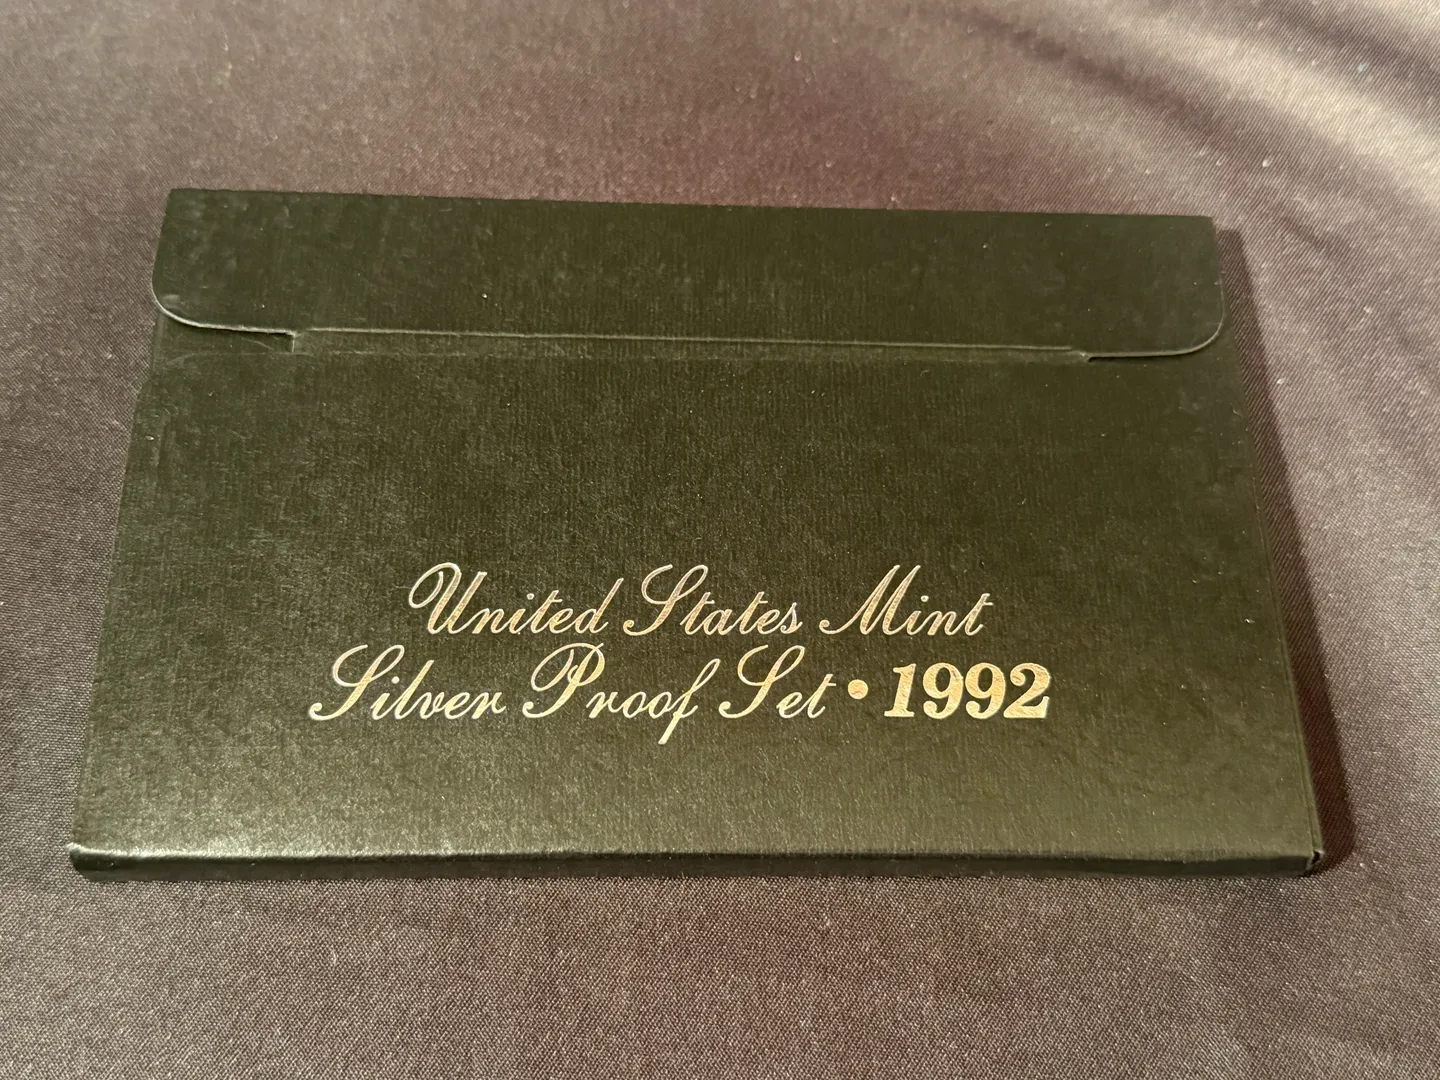 United States Mint
Silver Proof Set • 1992